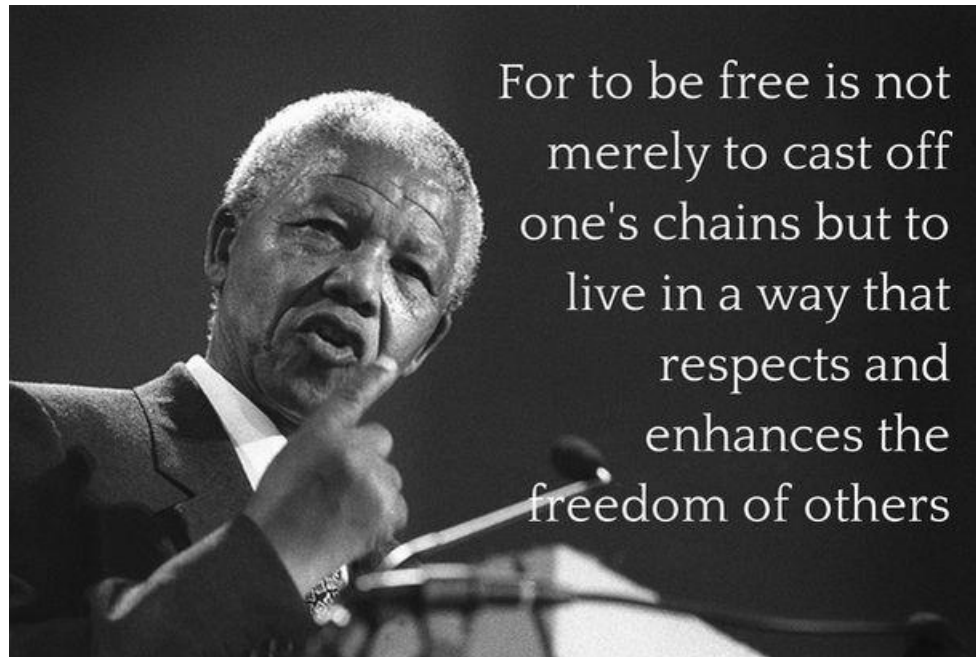 For to be free is not
merely to cast off
one's chains but to
live in a way that
respects and
enhances the
freedom of others